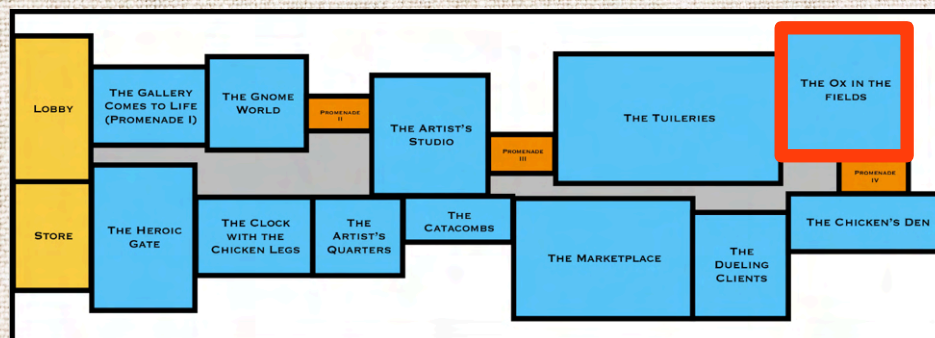 LOBBY
THE GALLERY
COMES TO LIFE
(PROMENADE I)
THE GNOME
WORLD
PROMENADE
II
THE ARTIST'S
STUDIO
PROMENADE
III
THE TUILERIES
THE OX IN THE
FIELDS
PROMENADE
IV
STORE
THE HEROIC
GATE
THE CLOCK
WITH THE
CHICKEN LEGS
THE
ARTIST'S
QUARTERS
THE
CATACOMBS
THE MARKETPLACE
THE
DUELING
CLIENTS
THE CHICKEN'S DEN